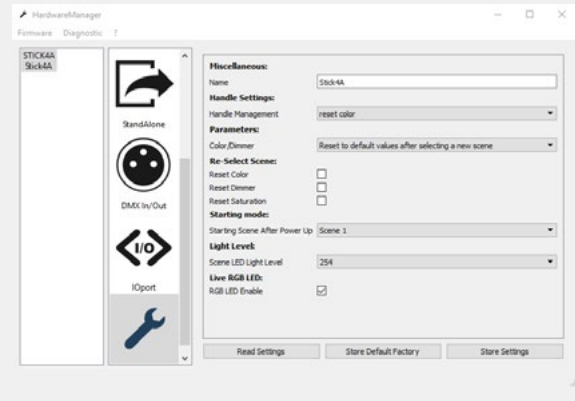 HardwareManager
Firmware Diagnostic ?
STICK4A
Stick4A
StandAlone
DMX In/Out
I/O
IOport
Miscellaneous:
Name Stick4A
Handle Settings:
Handle Management reset color
Parameters:
Color/Dimmer Reset to default values after selecting a new scene
Re-Select Scene:
Reset Color
Reset Dimmer
Reset Saturation
Starting mode:
Starting Scene After Power Up Scene 1
Light Level:
Scene LED Light Level 254
Live RGB LED:
RGB LED Enable
Read Settings Store Default Factory Store Settings